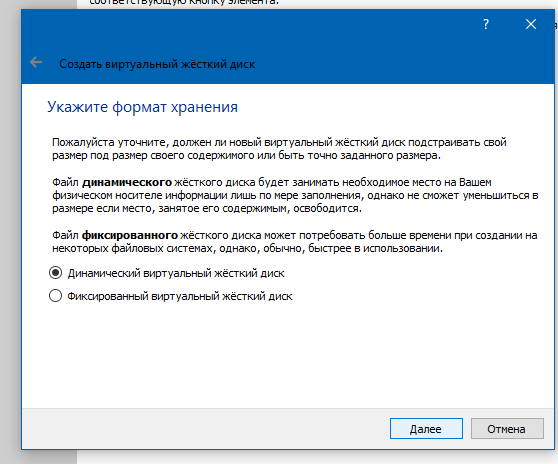 соответствующую кнопку элемента.
?
Создать виртуальный жёсткий диск
Укажите формат хранения
Пожалуйста уточните, должен ли новый виртуальный жёсткий диск подстраивать свой
размер под размер своего содержимого или быть точно заданного размера.
Файл динамического жёсткого диска будет занимать необходимое место на Вашем
физическом носителе информации лишь по мере заполнения, однако не сможет уменьшиться в
размере если место, занятое его содержимым, освободится.
Файл фиксированного жёсткого диска может потребовать больше времени при создании на
некоторых файловых системах, однако, обычно, быстрее в использовании.
Динамический виртуальный жёсткий диск
Фиксированный виртуальный жёсткий диск
Далее
Отмена